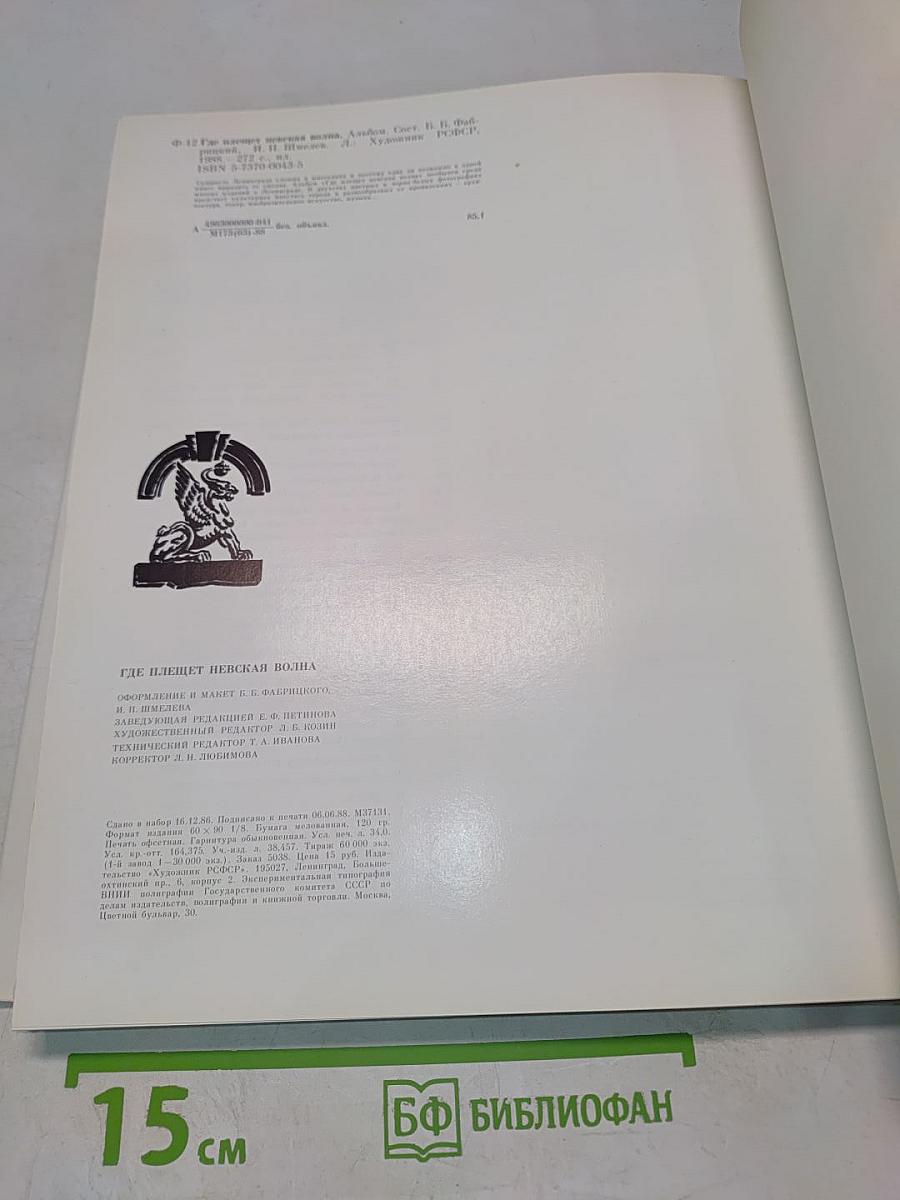 Ф-12 Где плещет невская волна. Альбом. Сост. Б. Б. Фаб-
рицкий, И. П. Шмелев. Л.: Художник РСФСР,
1988.— 272 с., ил.
ISBN 5-7370-0043-5
А 4903000000-041
М173(03)-88 без объявл.
85.1
ГДЕ ПЛЕЩЕТ НЕВСКАЯ ВОЛНА
ОФОРМЛЕНИЕ И МАКЕТ Б. Б. ФАБРИЦКОГО,
И. П. ШМЕЛЕВА
ЗАВЕДУЮЩАЯ РЕДАКЦИЕЙ Е. Ф. ПЕТИНОВА
ХУДОЖЕСТВЕННЫЙ РЕДАКТОР Л. Б. КОЗИН
ТЕХНИЧЕСКИЙ РЕДАКТОР Т. А. ИВАНОВА
КОРРЕКТОР Л. Н. ЛЮБИМОВА
Сдано в набор 16.12.86. Подписано к печати 06.06.88. М37131.
Формат издания 60×90 1/8. Бумага мелованная, 120 гр.
Печать офсетная. Гарнитура обыкновенная. Усл. печ. л. 34,0.
Усл. кр.-отт. 164,375. Уч.-изд. л. 38,457. Тираж 60 000 экз.
(1-й завод 1—30 000 экз.). Заказ 5038. Цена 15 руб. Изда-
тельство «Художник РСФСР». 195027, Ленинград, Больше-
охтинский пр., 6, корпус 2. Экспериментальная типография
ВНИИ полиграфии Государственного комитета СССР по
делам издательств, полиграфии и книжной торговли. Москва,
Цветной бульвар, 30.
15 см
БФ БИБЛИОФАН